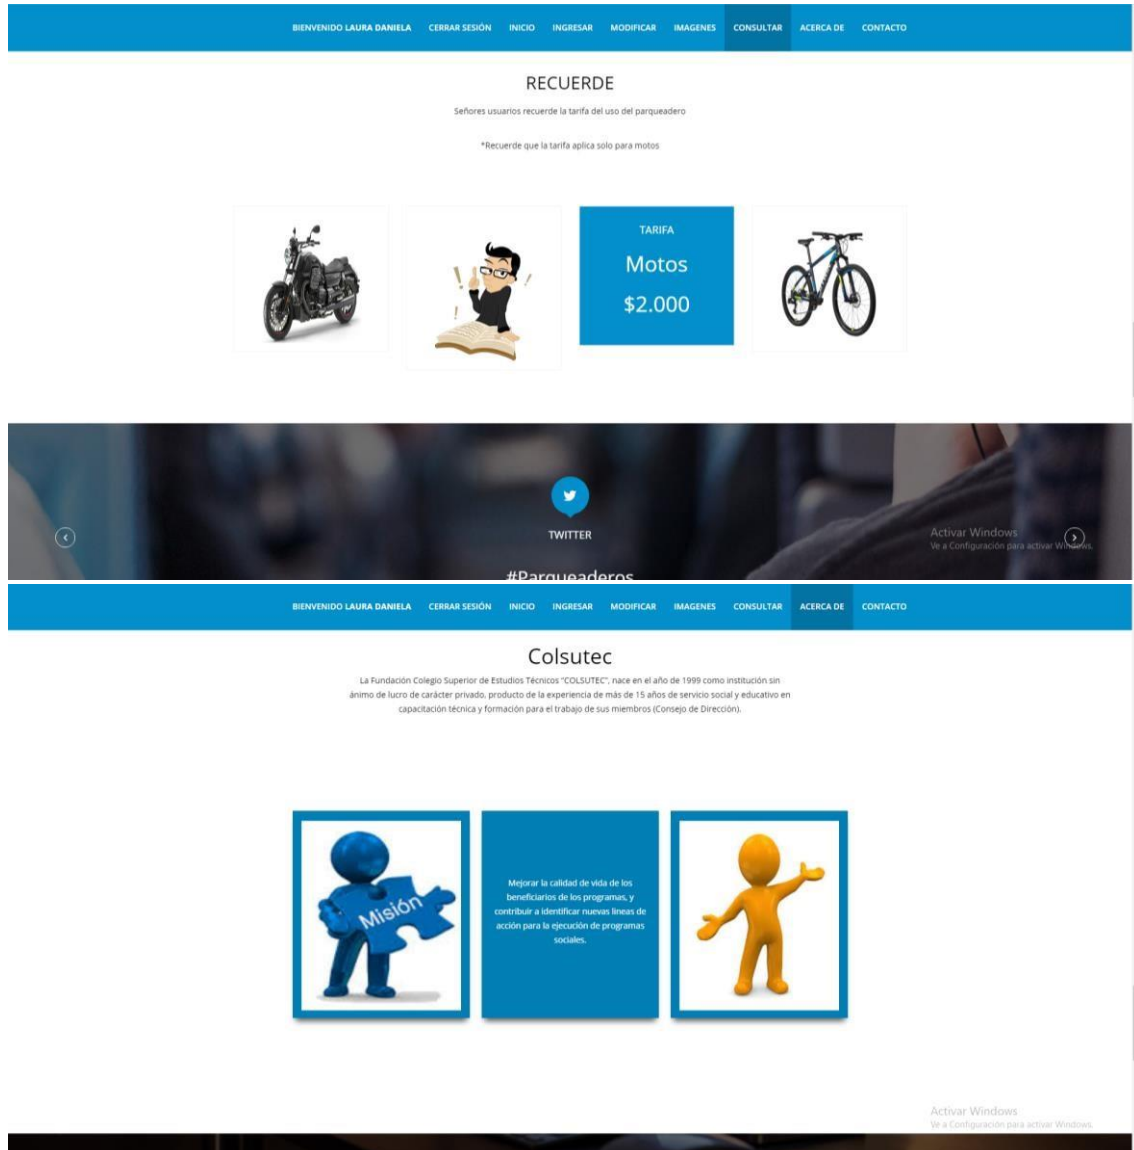 BIENVENIDO LAURA DANIELA CERRAR SESIÓN INICIO INGRESAR MODIFICAR IMAGENES CONSULTAR ACERCA DE CONTACTO
RECUERDE
Señores usuarios recuerde la tarifa del uso del parqueadero
*Recuerde que la tarifa aplica solo para motos
TARIFA
Motos
$2.000
TWITTER
#Parqueaderos
Activar Windows
Ve a Configuración para activar Windows.
BIENVENIDO LAURA DANIELA CERRAR SESIÓN INICIO INGRESAR MODIFICAR IMAGENES CONSULTAR ACERCA DE CONTACTO
Colsutec
La Fundación Colegio Superior de Estudios Técnicos "COLSUTEC", nace en el año de 1999 como institución sin
ánimo de lucro de carácter privado, producto de la experiencia de más de 15 años de servicio social y educativo en
capacitación técnica y formación para el trabajo de sus miembros (Consejo de Dirección).
Misión
Mejorar la calidad de vida de los
beneficiarios de los programas, y
contribuir a identificar nuevas lineas de
acción para la ejecución de programas
sociales.
Activar Windows
Ve a Configuración para activar Windows.